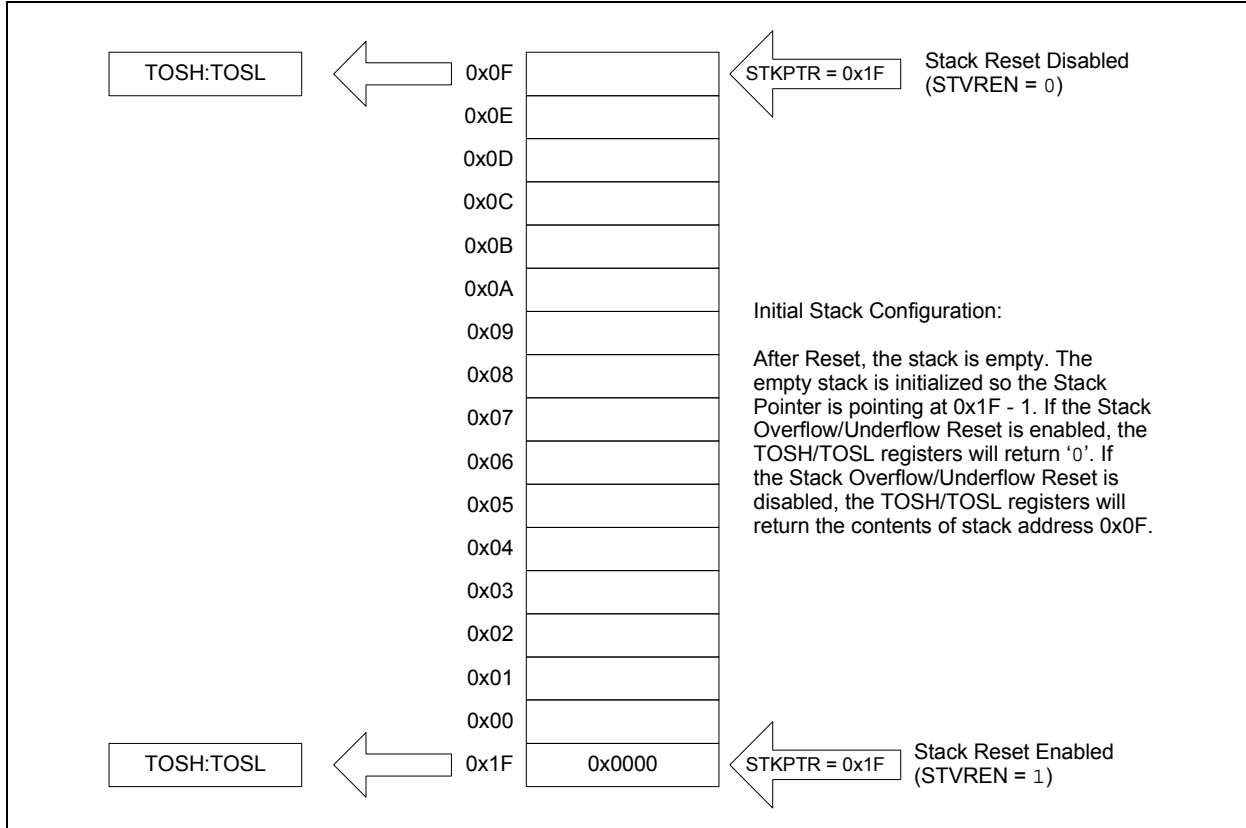 TOSH:TOSL
0x0F
STKPTR = 0x1F
Stack Reset Disabled
(STVREN = 0)
0x0E
0x0D
0x0C
0x0B
0x0A
0x09
0x08
0x07
0x06
0x05
0x04
0x03
0x02
0x01
0x00
Initial Stack Configuration:
After Reset, the stack is empty. The
empty stack is initialized so the Stack
Pointer is pointing at 0x1F - 1. If the Stack
Overflow/Underflow Reset is enabled, the
TOSH/TOSL registers will return ‘0’. If
the Stack Overflow/Underflow Reset is
disabled, the TOSH/TOSL registers will
return the contents of stack address 0x0F.
TOSH:TOSL
0x1F
0x0000
STKPTR = 0x1F
Stack Reset Enabled
(STVREN = 1)